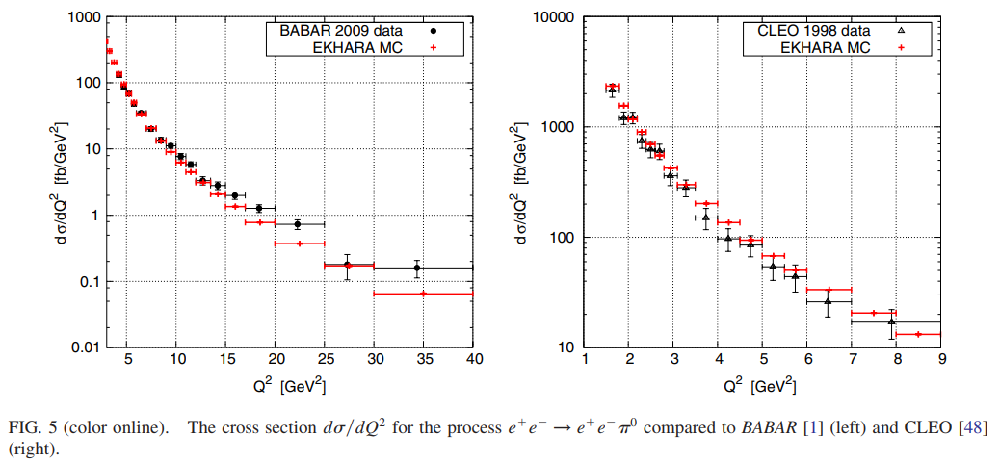 1000
100
10
1
0.1
0.01
dσ/dQ² [fb/GeV²]
BABAR 2009 data
EKHARA MC
5 10 15 20 25 30 35 40
Q² [GeV²]
10000
1000
100
10
dσ/dQ² [fb/GeV²]
CLEO 1998 data
EKHARA MC
1 2 3 4 5 6 7 8 9
Q² [GeV²]
FIG. 5 (color online). The cross section dσ/dQ² for the process e⁺e⁻ → e⁺e⁻π⁰ compared to BABAR [1] (left) and CLEO [48]
(right).